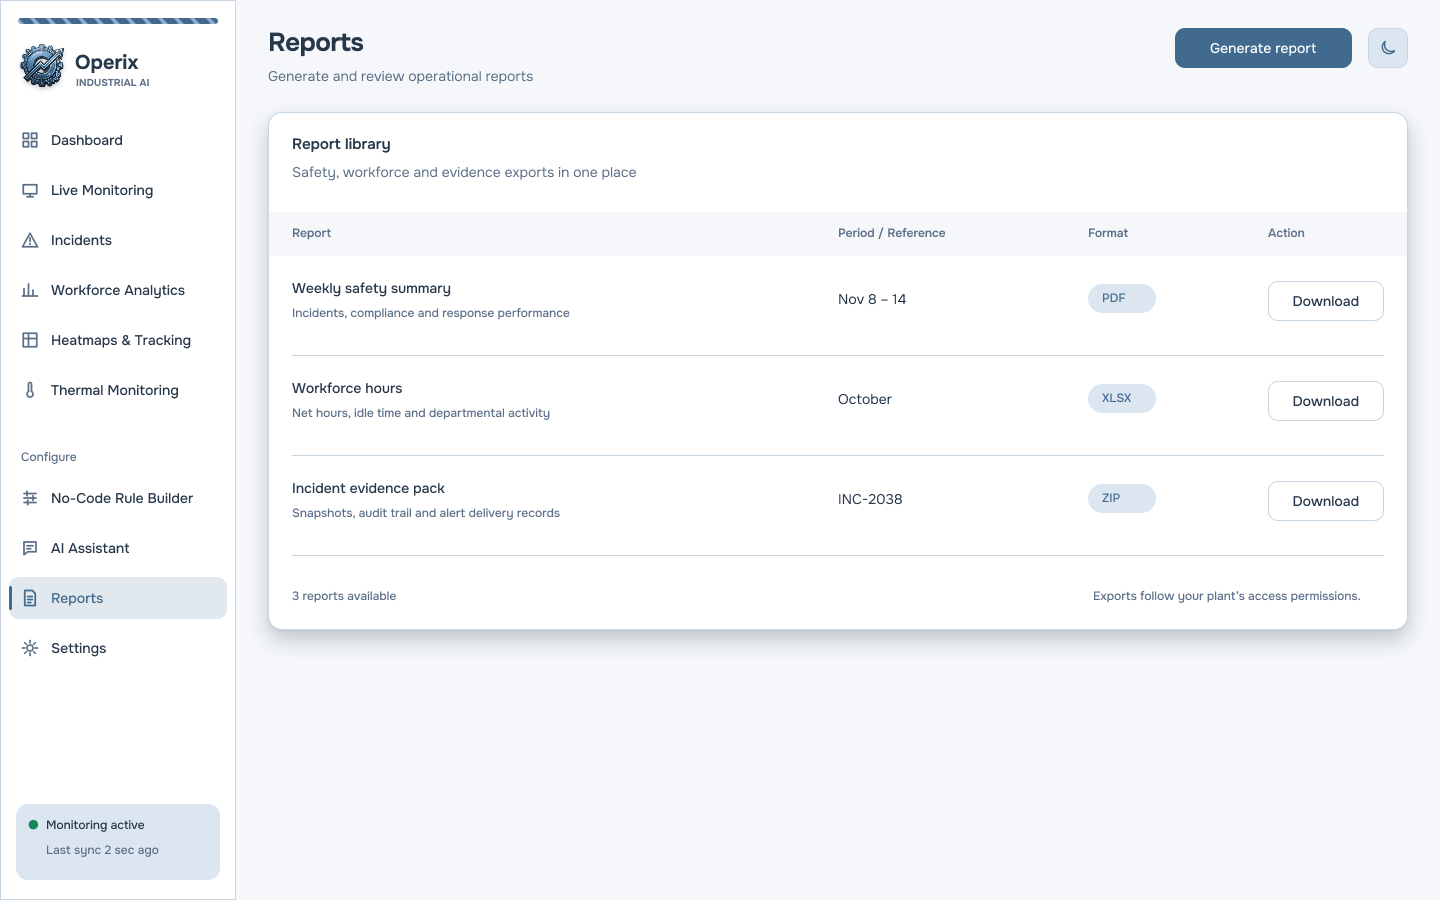 Operix
INDUSTRIAL AI
Dashboard
Live Monitoring
Incidents
Workforce Analytics
Heatmaps & Tracking
Thermal Monitoring
Configure
No-Code Rule Builder
AI Assistant
Reports
Settings
Monitoring active
Last sync 2 sec ago
Reports
Generate and review operational reports
Generate report
Report library
Safety, workforce and evidence exports in one place
Report Period / Reference Format Action
Weekly safety summary
Incidents, compliance and response performance
Nov 8 – 14
PDF
Download
Workforce hours
Net hours, idle time and departmental activity
October
XLSX
Download
Incident evidence pack
Snapshots, audit trail and alert delivery records
INC-2038
ZIP
Download
3 reports available
Exports follow your plant's access permissions.